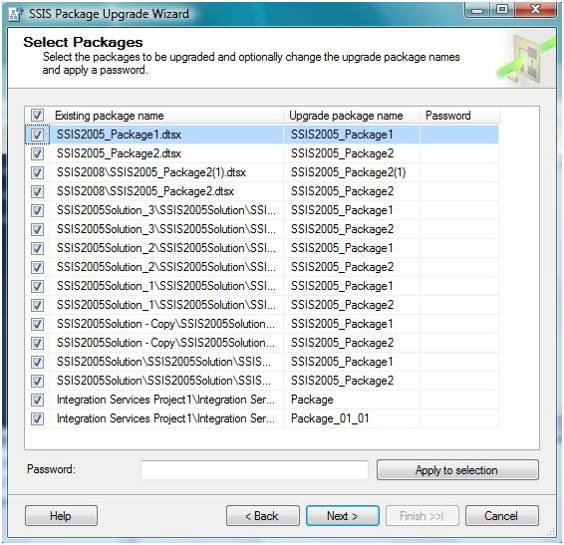 SSIS Package Upgrade Wizard
Select Packages
Select the packages to be upgraded and optionally change the upgrade package names
and apply a password.
Existing package name Upgrade package name Password
SSIS2005_Package1.dtsx SSIS2005_Package1
SSIS2005_Package2.dtsx SSIS2005_Package2
SSIS2008\SSIS2005_Package2(1).dtsx SSIS2005_Package2(1)
SSIS2008\SSIS2005_Package2.dtsx SSIS2005_Package2
SSIS2005Solution_3\SSIS2005Solution\SSI... SSIS2005_Package1
SSIS2005Solution_3\SSIS2005Solution\SSI... SSIS2005_Package2
SSIS2005Solution_2\SSIS2005Solution\SSI... SSIS2005_Package1
SSIS2005Solution_2\SSIS2005Solution\SSI... SSIS2005_Package2
SSIS2005Solution_1\SSIS2005Solution\SSI... SSIS2005_Package1
SSIS2005Solution_1\SSIS2005Solution\SSI... SSIS2005_Package2
SSIS2005Solution - Copy\SSIS2005Solution... SSIS2005_Package1
SSIS2005Solution - Copy\SSIS2005Solution... SSIS2005_Package2
SSIS2005Solution\SSIS2005Solution\SSIS... SSIS2005_Package1
SSIS2005Solution\SSIS2005Solution\SSIS... SSIS2005_Package2
Integration Services Project1\Integration Ser... Package
Integration Services Project1\Integration Ser... Package_01_01
Password: Apply to selection
Help < Back Next > Finish >>| Cancel